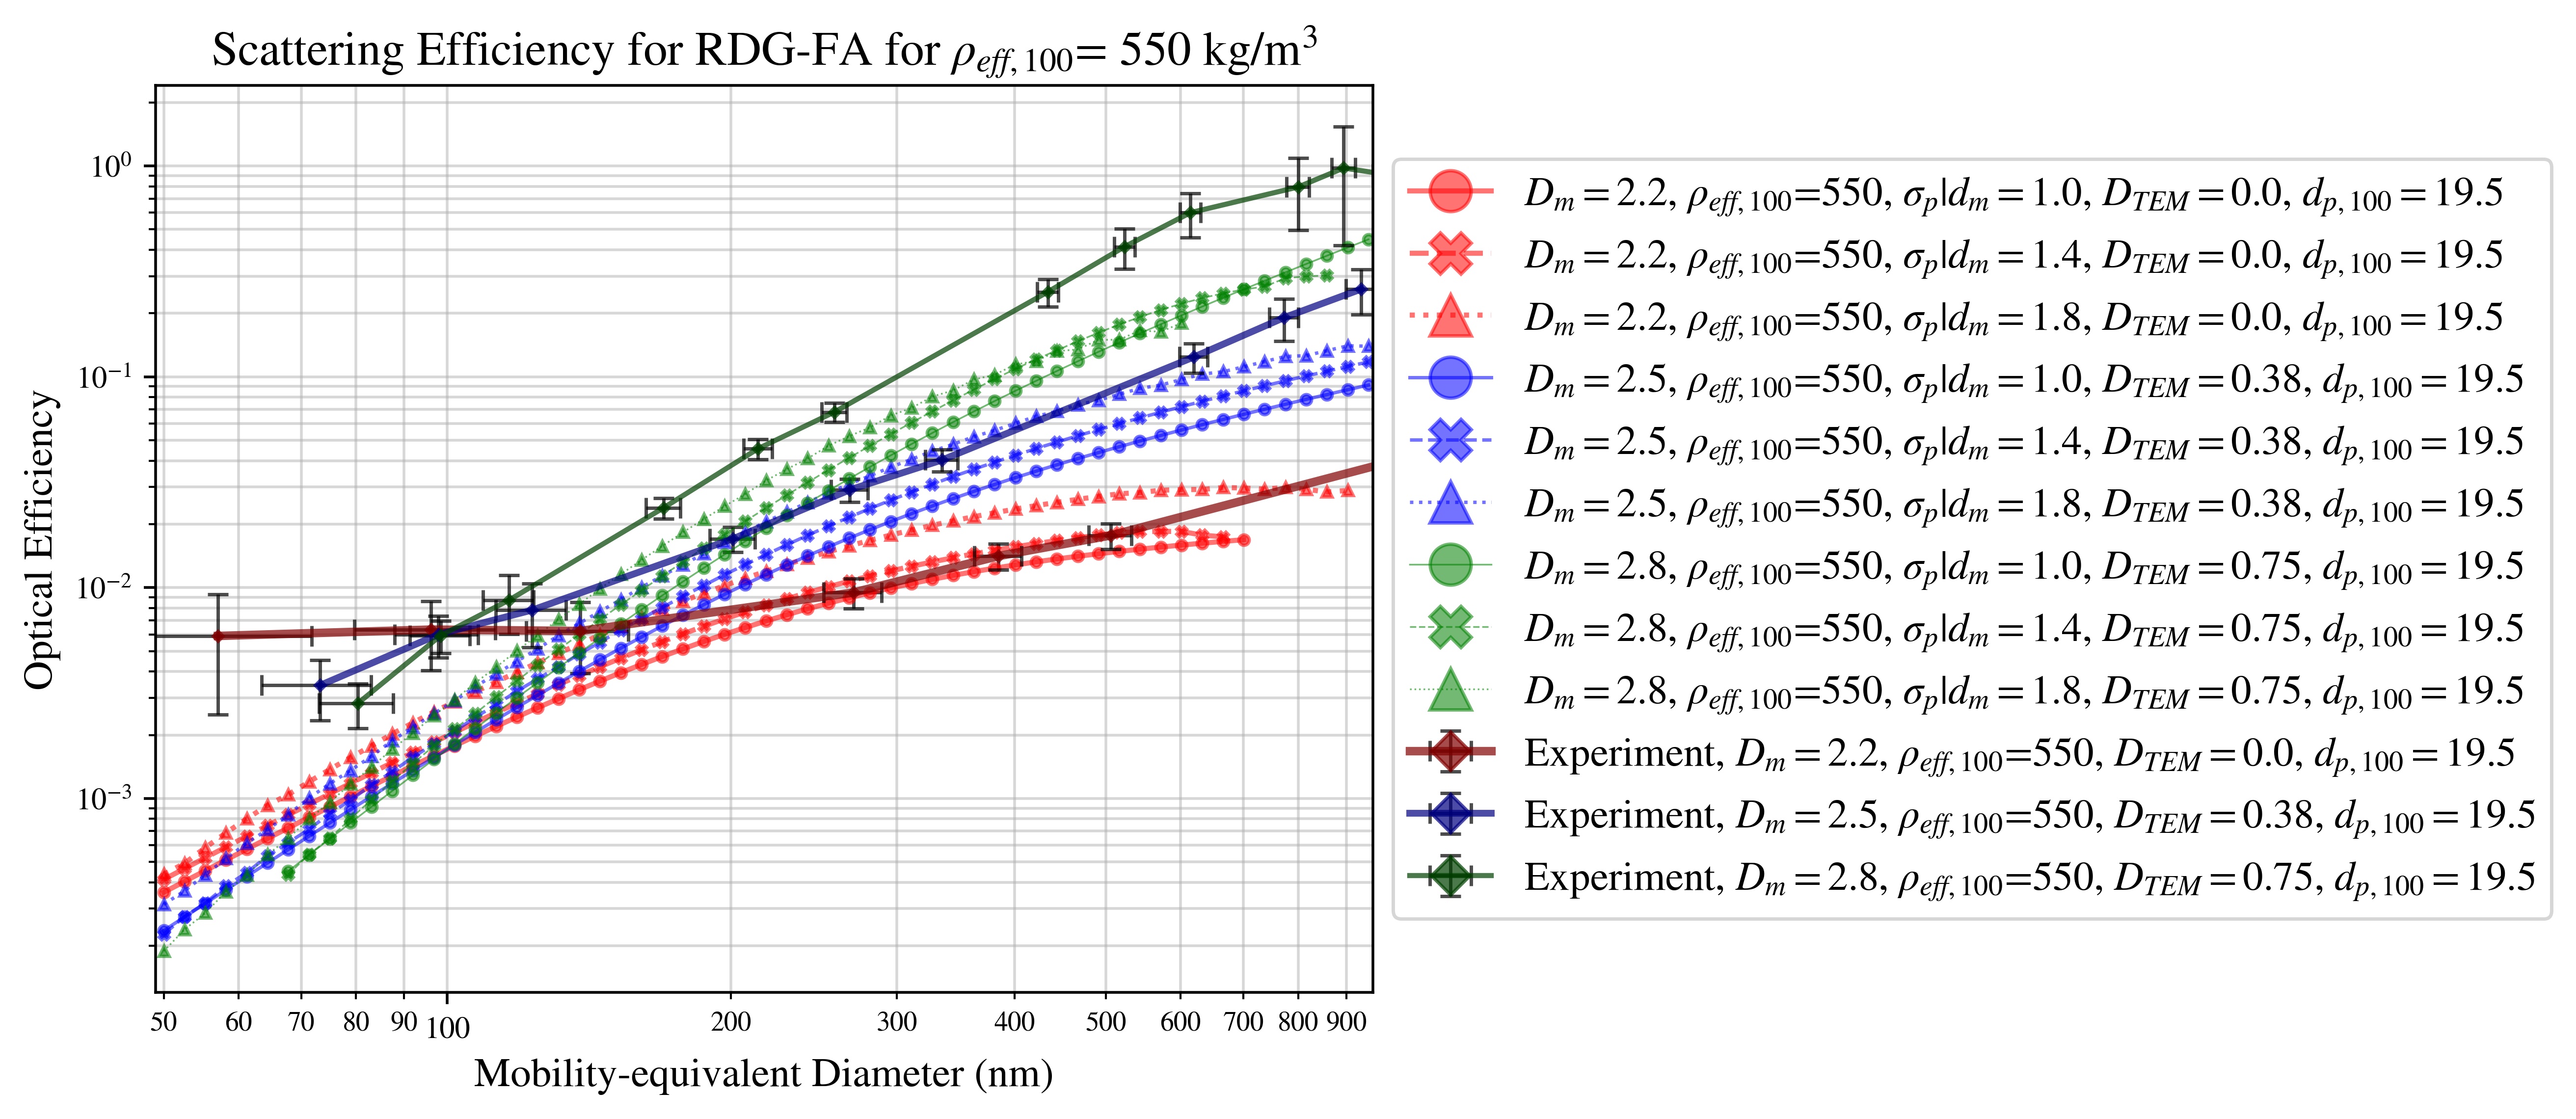 Scattering Efficiency for RDG-FA for ρeff,100= 550 kg/m³
Optical Efficiency
10⁰
10⁻¹
10⁻²
10⁻³
50 60 70 80 90 100 200 300 400 500 600 700 800 900
Mobility-equivalent Diameter (nm)
Dm = 2.2, ρeff,100=550, σp|dm = 1.0, DTEM = 0.0, dp,100 = 19.5
Dm = 2.2, ρeff,100=550, σp|dm = 1.4, DTEM = 0.0, dp,100 = 19.5
Dm = 2.2, ρeff,100=550, σp|dm = 1.8, DTEM = 0.0, dp,100 = 19.5
Dm = 2.5, ρeff,100=550, σp|dm = 1.0, DTEM = 0.38, dp,100 = 19.5
Dm = 2.5, ρeff,100=550, σp|dm = 1.4, DTEM = 0.38, dp,100 = 19.5
Dm = 2.5, ρeff,100=550, σp|dm = 1.8, DTEM = 0.38, dp,100 = 19.5
Dm = 2.8, ρeff,100=550, σp|dm = 1.0, DTEM = 0.75, dp,100 = 19.5
Dm = 2.8, ρeff,100=550, σp|dm = 1.4, DTEM = 0.75, dp,100 = 19.5
Dm = 2.8, ρeff,100=550, σp|dm = 1.8, DTEM = 0.75, dp,100 = 19.5
Experiment, Dm = 2.2, ρeff,100=550, DTEM = 0.0, dp,100 = 19.5
Experiment, Dm = 2.5, ρeff,100=550, DTEM = 0.38, dp,100 = 19.5
Experiment, Dm = 2.8, ρeff,100=550, DTEM = 0.75, dp,100 = 19.5